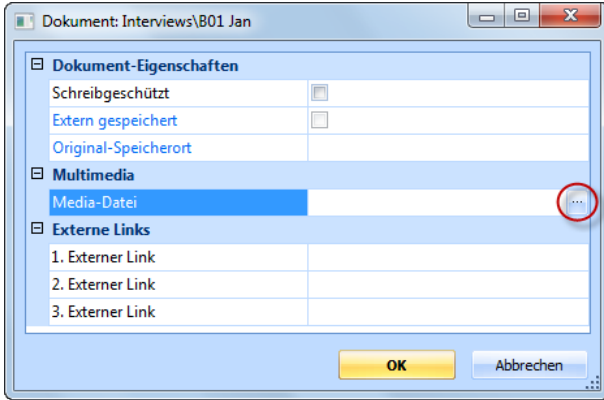 Dokument: Interviews\B01 Jan
Dokument-Eigenschaften
Schreibgeschützt
Extern gespeichert
Original-Speicherort
Multimedia
Media-Datei ...
Externe Links
1. Externer Link
2. Externer Link
3. Externer Link
OK Abbrechen